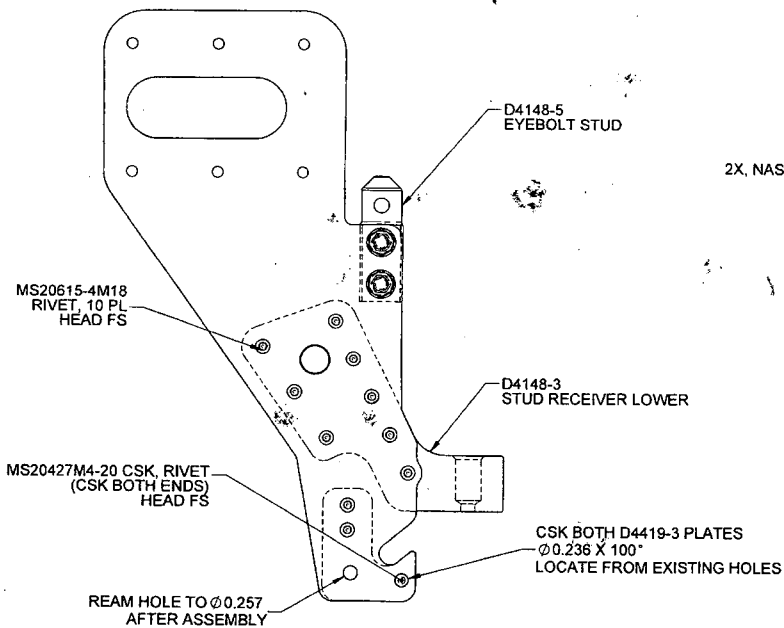 D4148-5
EYEBOLT STUD
2X, NAS
MS20615-4M18
RIVET, 10 PL
HEAD FS
D4148-3
STUD RECEIVER LOWER
MS20427M4-20 CSK, RIVET
(CSK BOTH ENDS)
HEAD FS
CSK BOTH D4419-3 PLATES
Ø0.236 X 100°
LOCATE FROM EXISTING HOLES
REAM HOLE TO Ø0.257
AFTER ASSEMBLY